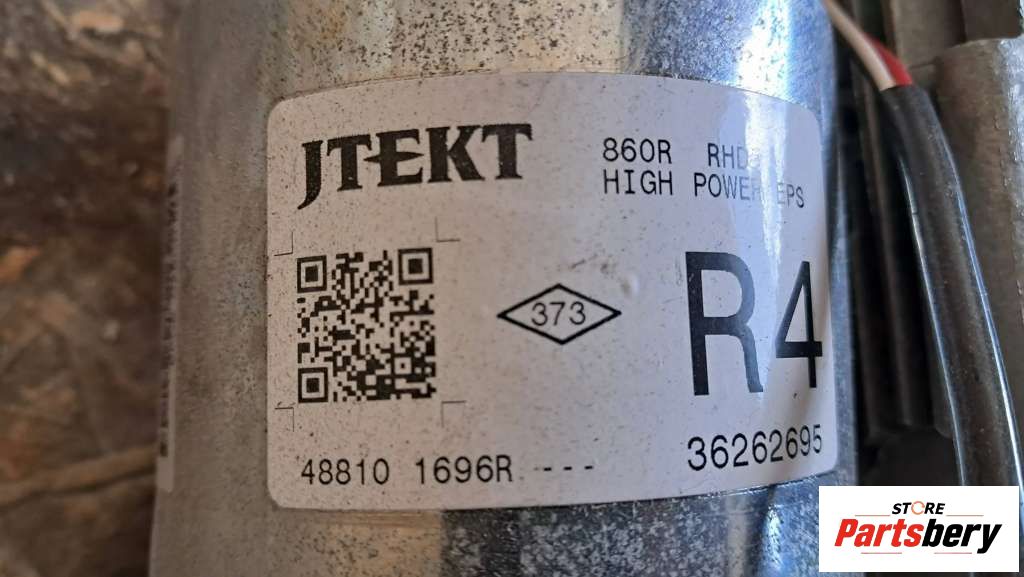 JTEKT
860R RHD
HIGH POWER EPS
373
R4
48810 1696R ---
36262695
STORE
Partsbery